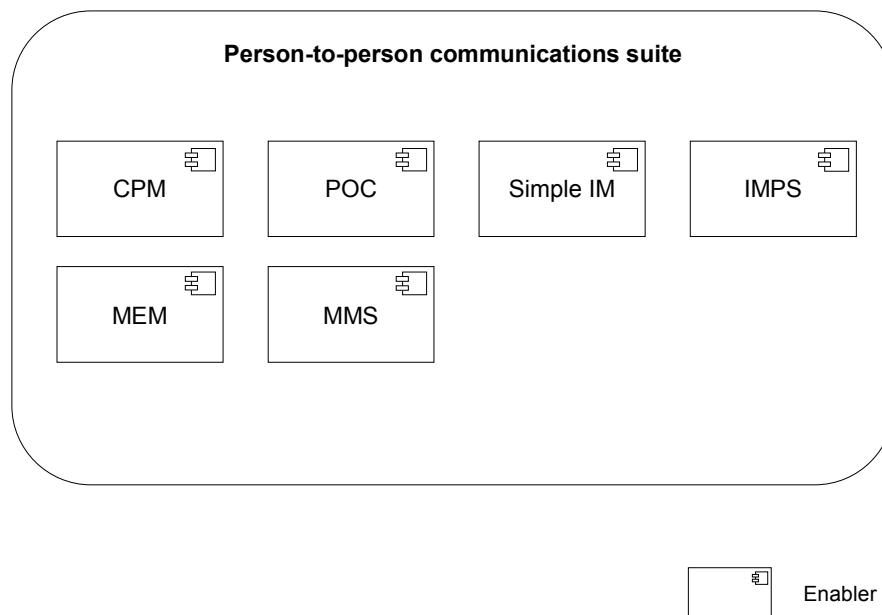 Person-to-person communications suite
CPM POC Simple IM IMPS
MEM MMS
Enabler